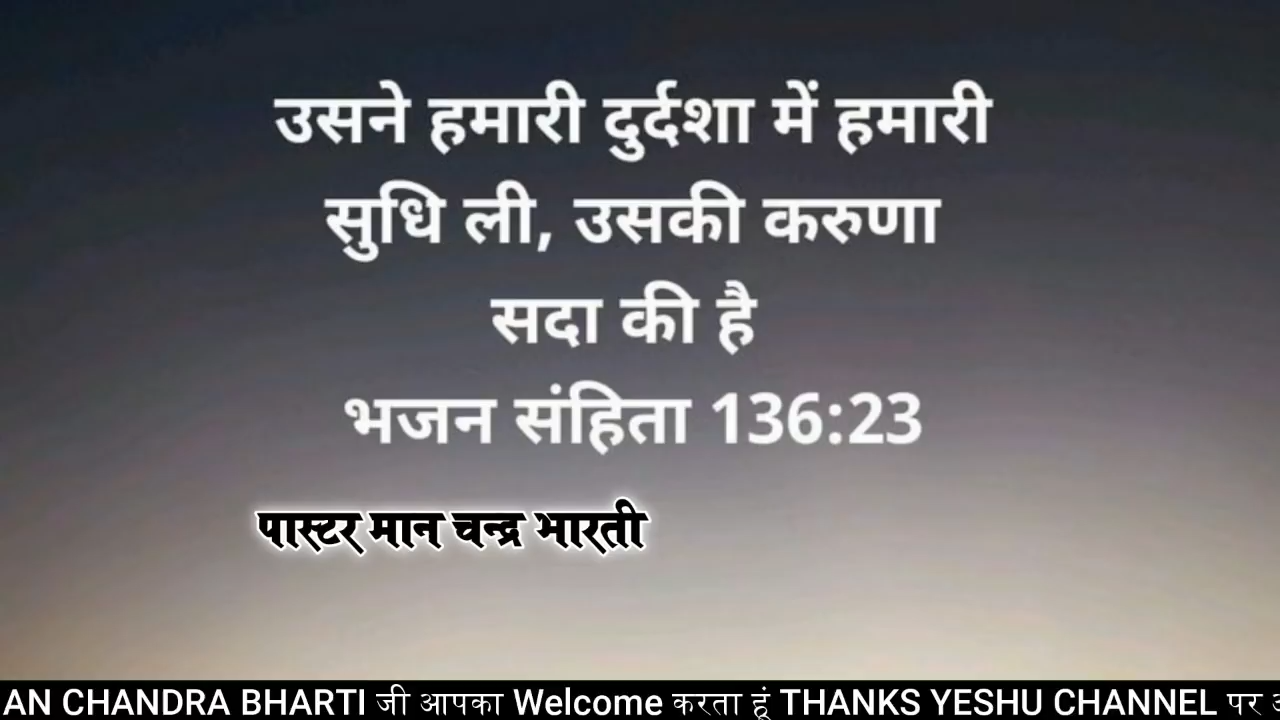 उसने हमारी दुर्दशा में हमारी
सुधि ली, उसकी करुणा
सदा की है
भजन संहिता 136:23
पास्टर मान चन्द्र भारती
AN CHANDRA BHARTI जी आपका Welcome करता हूं THANKS YESHU CHANNEL पर